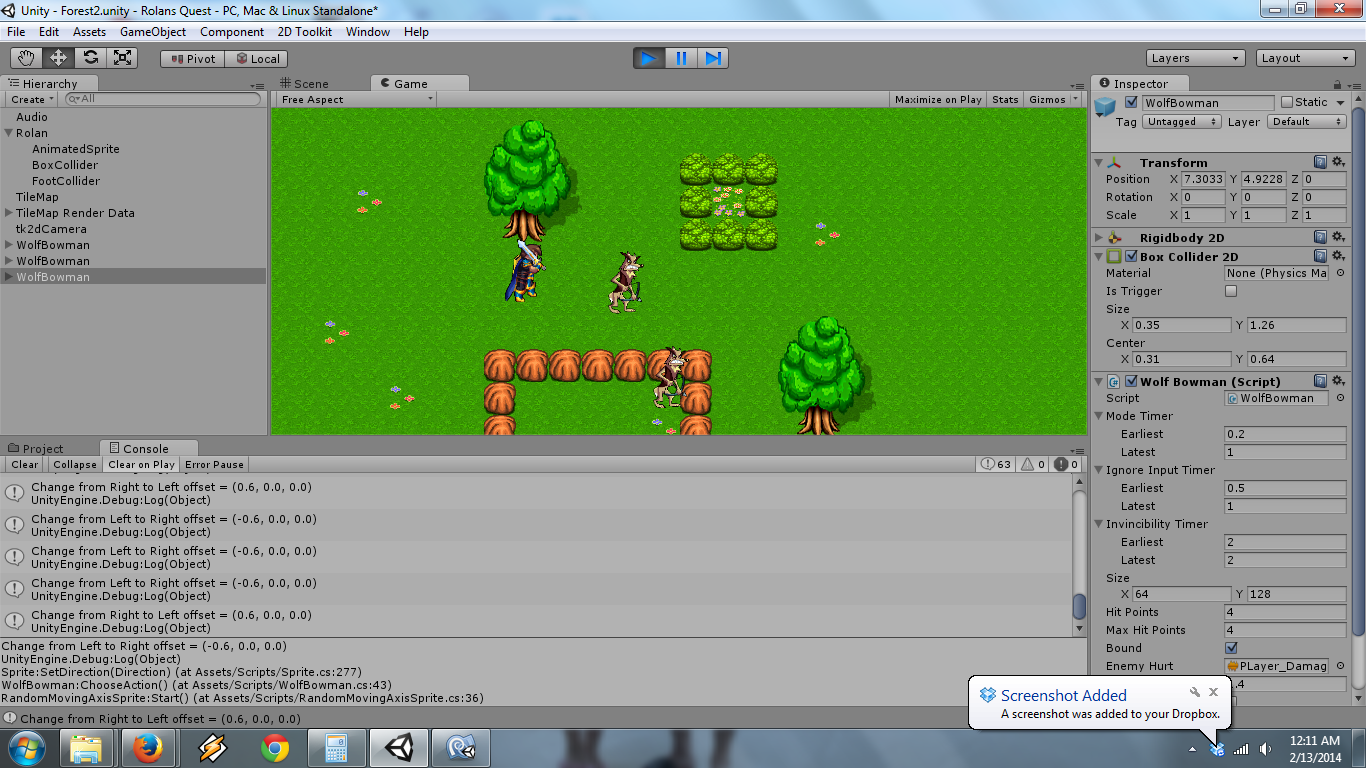 Unity - Forest2.unity - Rolans Quest - PC, Mac & Linux Standalone*
File Edit Assets GameObject Component 2D Toolkit Window Help
Pivot Local Layers Layout
Hierarchy
Create All
Audio
Rolan
AnimatedSprite
BoxCollider
FootCollider
TileMap
TileMap Render Data
tk2dCamera
WolfBowman
WolfBowman
WolfBowman
Scene Game
Free Aspect Maximize on Play Stats Gizmos
Inspector
WolfBowman Static
Tag Untagged Layer Default
Transform
Position X 7.3033 Y 4.9228 Z 0
Rotation X 0 Y 0 Z 0
Scale X 1 Y 1 Z 1
Rigidbody 2D
Box Collider 2D
Material None (Physics Ma
Is Trigger
Size
X 0.35 Y 1.26
Center
X 0.31 Y 0.64
Wolf Bowman (Script)
Script WolfBowman
Mode Timer
Earliest 0.2
Latest 1
Ignore Input Timer
Earliest 0.5
Latest 1
Invincibility Timer
Earliest 2
Latest 2
Size
X 64 Y 128
Hit Points 4
Max Hit Points 4
Bound
Enemy Hurt PLayer_Damag
.4
Project Console
Clear Collapse Clear on Play Error Pause 63 0 0
Change from Right to Left offset = (0.6, 0.0, 0.0)
UnityEngine.Debug:Log(Object)
Change from Left to Right offset = (-0.6, 0.0, 0.0)
UnityEngine.Debug:Log(Object)
Change from Left to Right offset = (-0.6, 0.0, 0.0)
UnityEngine.Debug:Log(Object)
Change from Left to Right offset = (-0.6, 0.0, 0.0)
UnityEngine.Debug:Log(Object)
Change from Right to Left offset = (0.6, 0.0, 0.0)
UnityEngine.Debug:Log(Object)
Change from Left to Right offset = (-0.6, 0.0, 0.0)
UnityEngine.Debug:Log(Object)
Sprite:SetDirection(Direction) (at Assets/Scripts/Sprite.cs:277)
WolfBowman:ChooseAction() (at Assets/Scripts/WolfBowman.cs:43)
RandomMovingAxisSprite:Start() (at Assets/Scripts/RandomMovingAxisSprite.cs:36)
Change from Right to Left offset = (0.6, 0.0, 0.0)
Screenshot Added
A screenshot was added to your Dropbox.
12:11 AM
2/13/2014